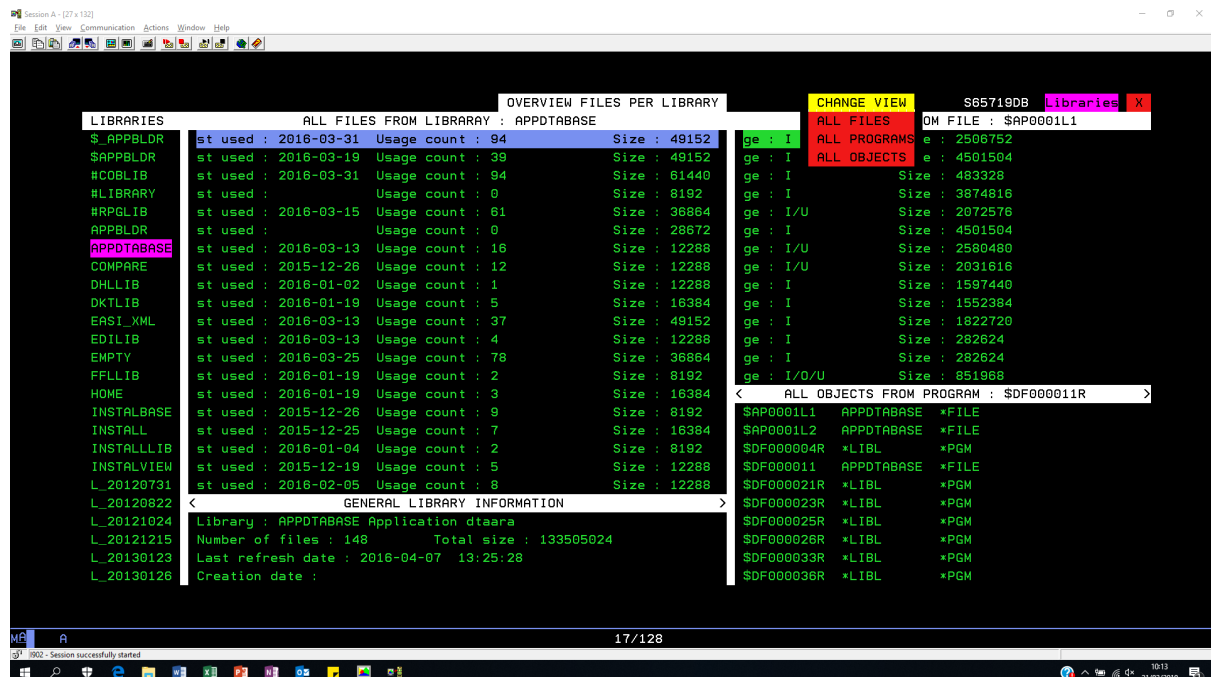 Session A - [27 x 132]
File Edit View Communication Actions Window Help
OVERVIEW FILES PER LIBRARY CHANGE VIEW S65719DB Libraries X
LIBRARIES ALL FILES FROM LIBRARAY : APPDTABASE ALL FILES OM FILE : $AP0001L1
$_APPBLDR st used : 2016-03-31 Usage count : 94 Size : 49152 ge : I ALL PROGRAMS e : 2506752
$APPBLDR st used : 2016-03-19 Usage count : 39 Size : 49152 ge : I ALL OBJECTS e : 4501504
#COBLIB st used : 2016-03-31 Usage count : 94 Size : 61440 ge : I Size : 483328
#LIBRARY st used : Usage count : 0 Size : 8192 ge : I Size : 3874816
#RPGLIB st used : 2016-03-15 Usage count : 61 Size : 36864 ge : I/U Size : 2072576
APPBLDR st used : Usage count : 0 Size : 28672 ge : I Size : 4501504
APPDTABASE st used : 2016-03-13 Usage count : 16 Size : 12288 ge : I/U Size : 2580480
COMPARE st used : 2015-12-26 Usage count : 12 Size : 12288 ge : I/U Size : 2031616
DHLLIB st used : 2016-01-02 Usage count : 1 Size : 12288 ge : I Size : 1597440
DKTLIB st used : 2016-01-19 Usage count : 5 Size : 16384 ge : I Size : 1552384
EASI_XML st used : 2016-03-13 Usage count : 37 Size : 49152 ge : I Size : 1822720
EDILIB st used : 2016-03-13 Usage count : 4 Size : 12288 ge : I Size : 282624
EMPTY st used : 2016-03-25 Usage count : 78 Size : 36864 ge : I Size : 282624
FFLLIB st used : 2016-01-19 Usage count : 2 Size : 8192 ge : I/O/U Size : 851968
HOME st used : 2016-01-19 Usage count : 3 Size : 16384 < ALL OBJECTS FROM PROGRAM : $DF000011R >
INSTALBASE st used : 2015-12-26 Usage count : 9 Size : 8192 $AP0001L1 APPDTABASE *FILE
INSTALL st used : 2015-12-25 Usage count : 7 Size : 16384 $AP0001L2 APPDTABASE *FILE
INSTALLLIB st used : 2016-01-04 Usage count : 2 Size : 8192 $DF000004R *LIBL *PGM
INSTALVIEW st used : 2015-12-19 Usage count : 5 Size : 12288 $DF000011 APPDTABASE *FILE
L_20120731 st used : 2016-02-05 Usage count : 8 Size : 12288 $DF000021R *LIBL *PGM
L_20120822 < GENERAL LIBRARY INFORMATION > $DF000023R *LIBL *PGM
L_20121024 Library : APPDTABASE Application dtaara $DF000025R *LIBL *PGM
L_20121215 Number of files : 148 Total size : 133505024 $DF000026R *LIBL *PGM
L_20130123 Last refresh date : 2016-04-07 13:25:28 $DF000033R *LIBL *PGM
L_20130126 Creation date : $DF000036R *LIBL *PGM
MA A 17/128
I902 - Session successfully started
10:13